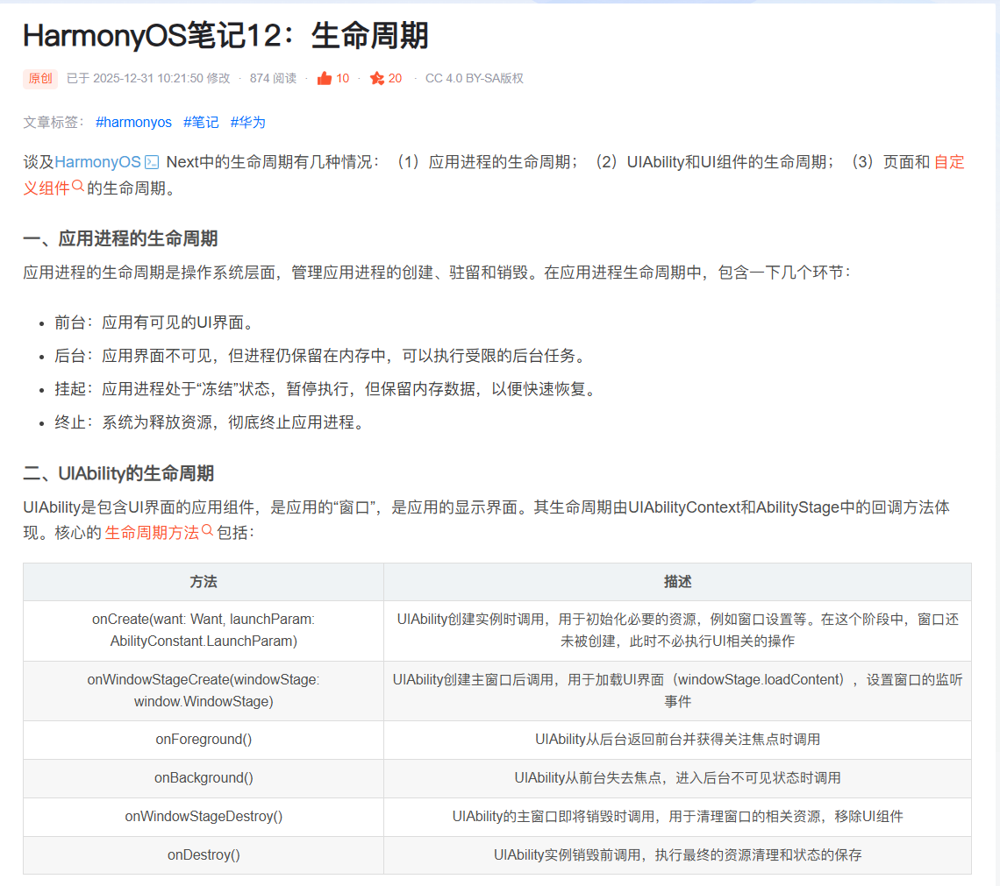 HarmonyOS笔记12：生命周期
原创 已于 2025-12-31 10:21:50 修改 · 874 阅读 · 10 · 20 · CC 4.0 BY-SA版权
文章标签： #harmonyos #笔记 #华为
谈及HarmonyOS Next中的生命周期有几种情况：（1）应用进程的生命周期；（2）UIAbility和UI组件的生命周期；（3）页面和 自定
义组件 的生命周期。
一、应用进程的生命周期
应用进程的生命周期是操作系统层面，管理应用进程的创建、驻留和销毁。在应用进程生命周期中，包含一下几个环节：
• 前台：应用有可见的UI界面。
• 后台：应用界面不可见，但进程仍保留在内存中，可以执行受限的后台任务。
• 挂起：应用进程处于“冻结”状态，暂停执行，但保留内存数据，以便快速恢复。
• 终止：系统为释放资源，彻底终止应用进程。
二、UIAbility的生命周期
UIAbility是包含UI界面的应用组件，是应用的“窗口”，是应用的显示界面。其生命周期由UIAbilityContext和AbilityStage中的回调方法体
现。核心的 生命周期方法 包括：
方法 描述
onCreate(want: Want, launchParam: 
AbilityConstant.LaunchParam)
UIAbility创建实例时调用，用于初始化必要的资源，例如窗口设置等。在这个阶段中，窗口还
未被创建，此时不必执行UI相关的操作
onWindowStageCreate(windowStage:
window.WindowStage)
UIAbility创建主窗口后调用，用于加载UI界面（windowStage.loadContent），设置窗口的监听
事件
onForeground() UIAbility从后台返回前台并获得关注焦点时调用
onBackground() UIAbility从前台失去焦点，进入后台不可见状态时调用
onWindowStageDestroy() UIAbility的主窗口即将销毁时调用，用于清理窗口的相关资源，移除UI组件
onDestroy() UIAbility实例销毁前调用，执行最终的资源清理和状态的保存